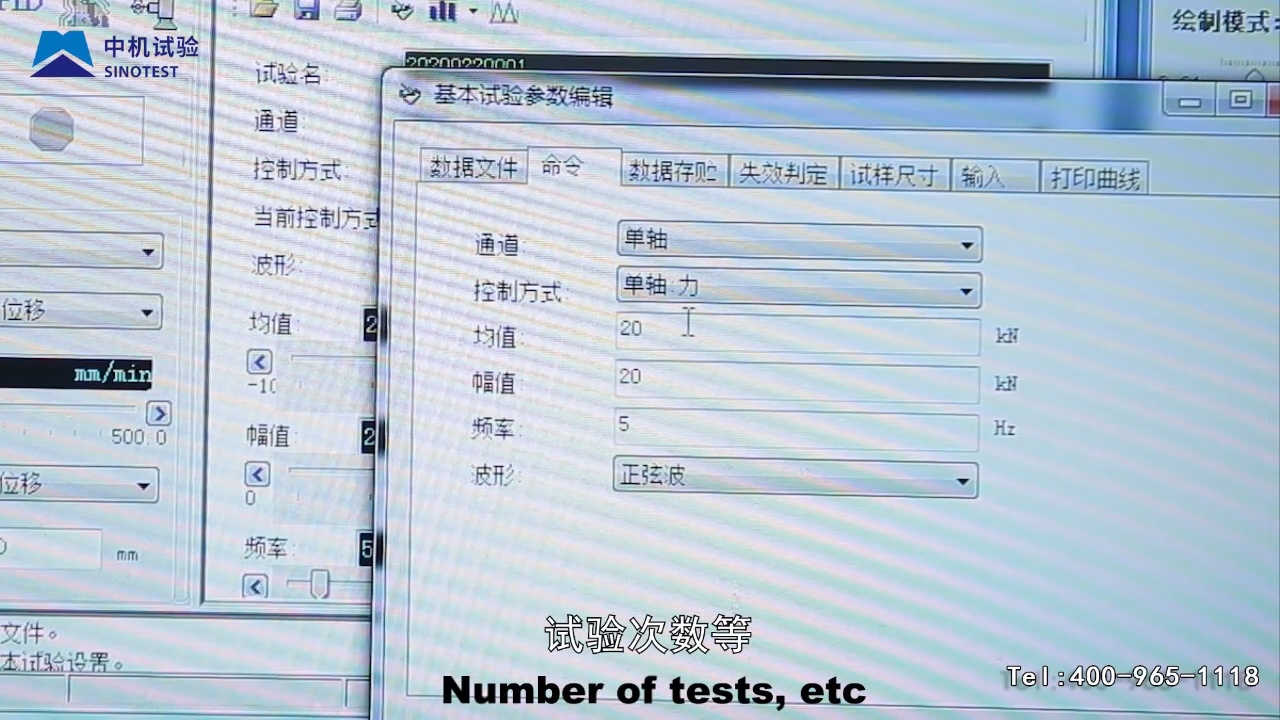 中机试验
SINOTEST
绘制模式:
试验名:
20200220001
通道
控制方式:
当前控制方式
波形:
均值:
2
-10
幅值:
2
0
频率:
5
位移
mm/min
500.0
位移
mm
文件。
本试验设置。
基本试验参数编辑
数据文件 命令 数据存贮 失效判定 试样尺寸 输入 打印曲线
通道: 单轴
控制方式: 单轴:力
均值: 20 kN
幅值: 20 kN
频率: 5 Hz
波形: 正弦波
试验次数等
Number of tests, etc
Tel:400-965-1118